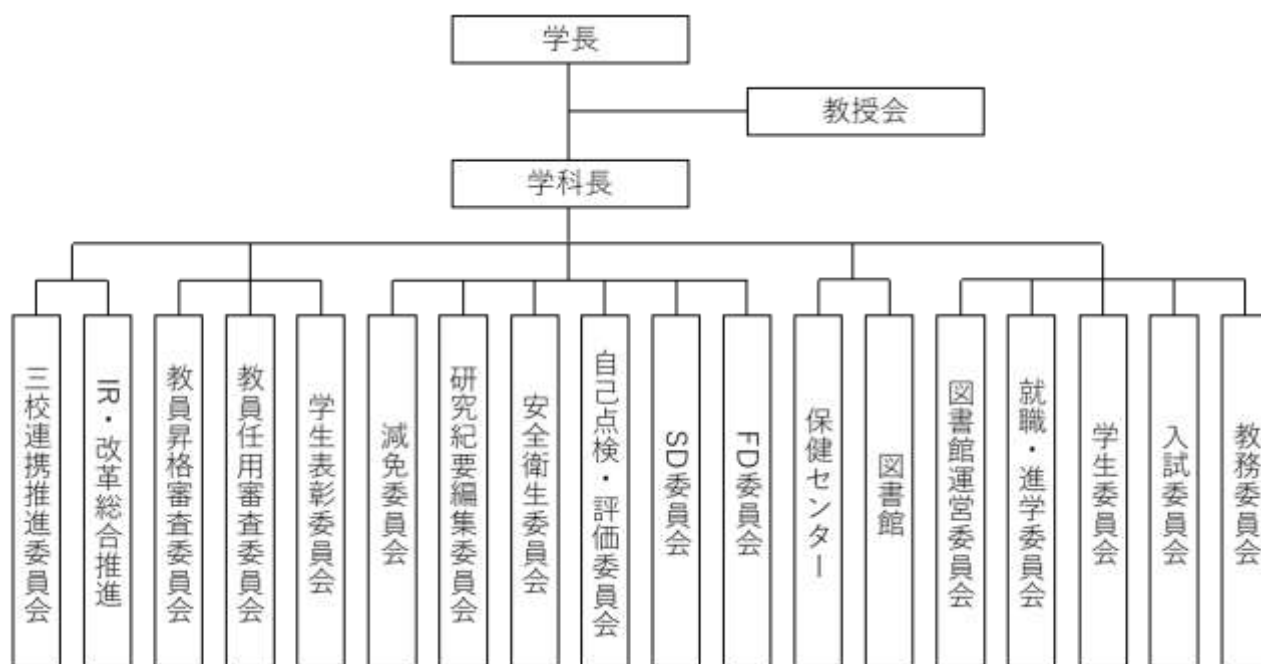 学長
教授会
学科長
三校連携推進委員会
IR・改革総合推進
教員昇格審査委員会
教員任用審査委員会
学生表彰委員会
減免委員会
研究紀要編集委員会
安全衛生委員会
自己点検・評価委員会
SD委員会
FD委員会
保健センター
図書館
図書館運営委員会
就職・進学委員会
学生委員会
入試委員会
教務委員会